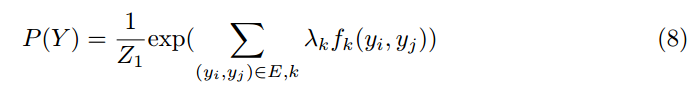 P(Y) = \frac{1}{Z_1} \exp(\sum_{(y_i,y_j) \in E,k} \lambda_k f_k(y_i, y_j)) (8)